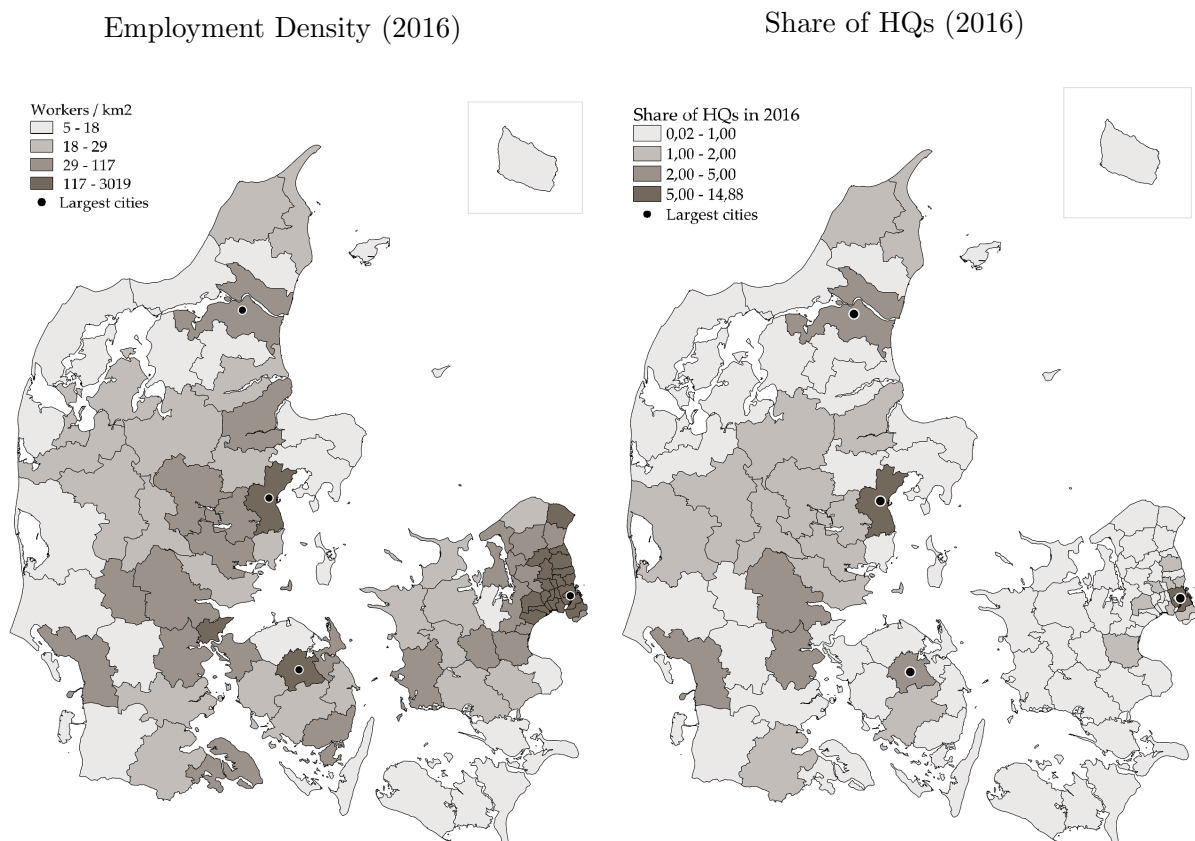 Employment Density (2016)
Share of HQs (2016)
Workers / km2
5 - 18
18 - 29
29 - 117
117 - 3019
Largest cities
Share of HQs in 2016
0,02 - 1,00
1,00 - 2,00
2,00 - 5,00
5,00 - 14,88
Largest cities